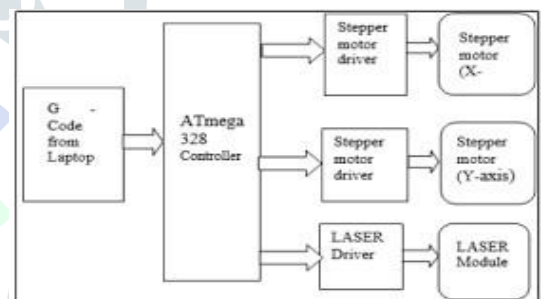 G -
Code
from
Laptop
ATmega
328
Controller
Stepper
motor
driver
Stepper
motor
(X-
Stepper
motor
driver
Stepper
motor
(Y-axis)
LASER
Driver
LASER
Module